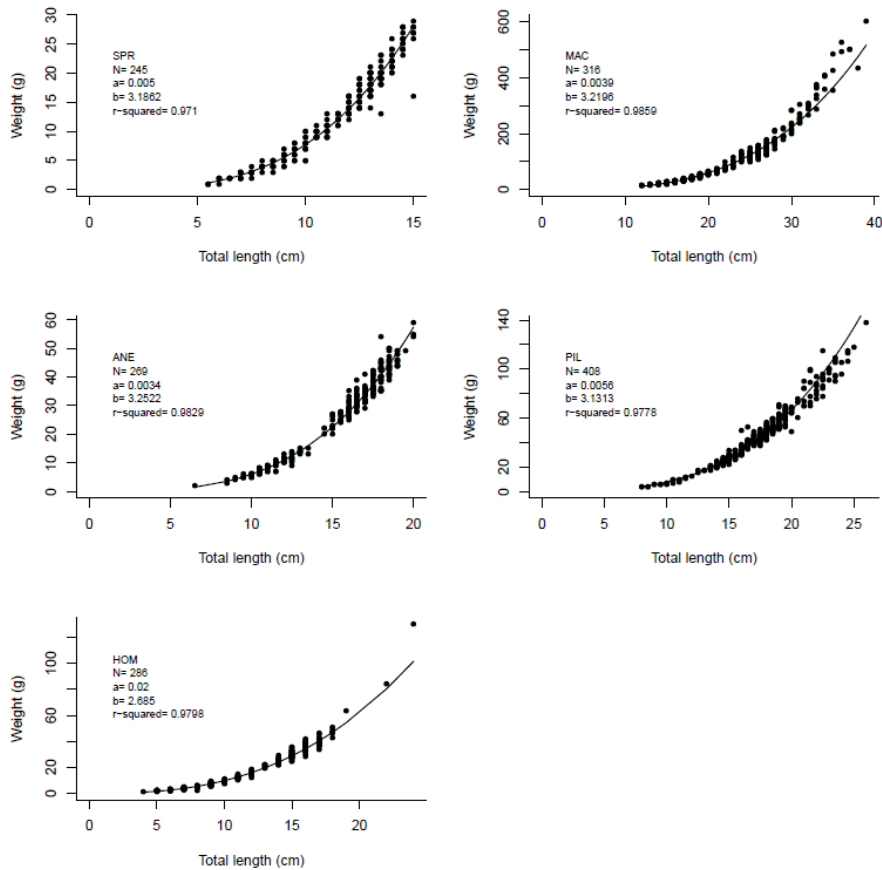 SPR
N= 245
a= 0.005
b= 3.1862
r-squared= 0.971
Weight (g)
0 5 10 15 20 25 30
0 5 10 15
Total length (cm)
MAC
N= 316
a= 0.0039
b= 3.2196
r-squared= 0.9859
Weight (g)
0 200 400 600
0 10 20 30 40
Total length (cm)
ANE
N= 269
a= 0.0034
b= 3.2522
r-squared= 0.9829
Weight (g)
0 10 20 30 40 50 60
0 5 10 15 20
Total length (cm)
PIL
N= 408
a= 0.0056
b= 3.1313
r-squared= 0.9778
Weight (g)
0 20 60 100 140
0 5 10 15 20 25
Total length (cm)
HOM
N= 286
a= 0.02
b= 2.685
r-squared= 0.9798
Weight (g)
0 20 60 100
0 5 10 15 20
Total length (cm)